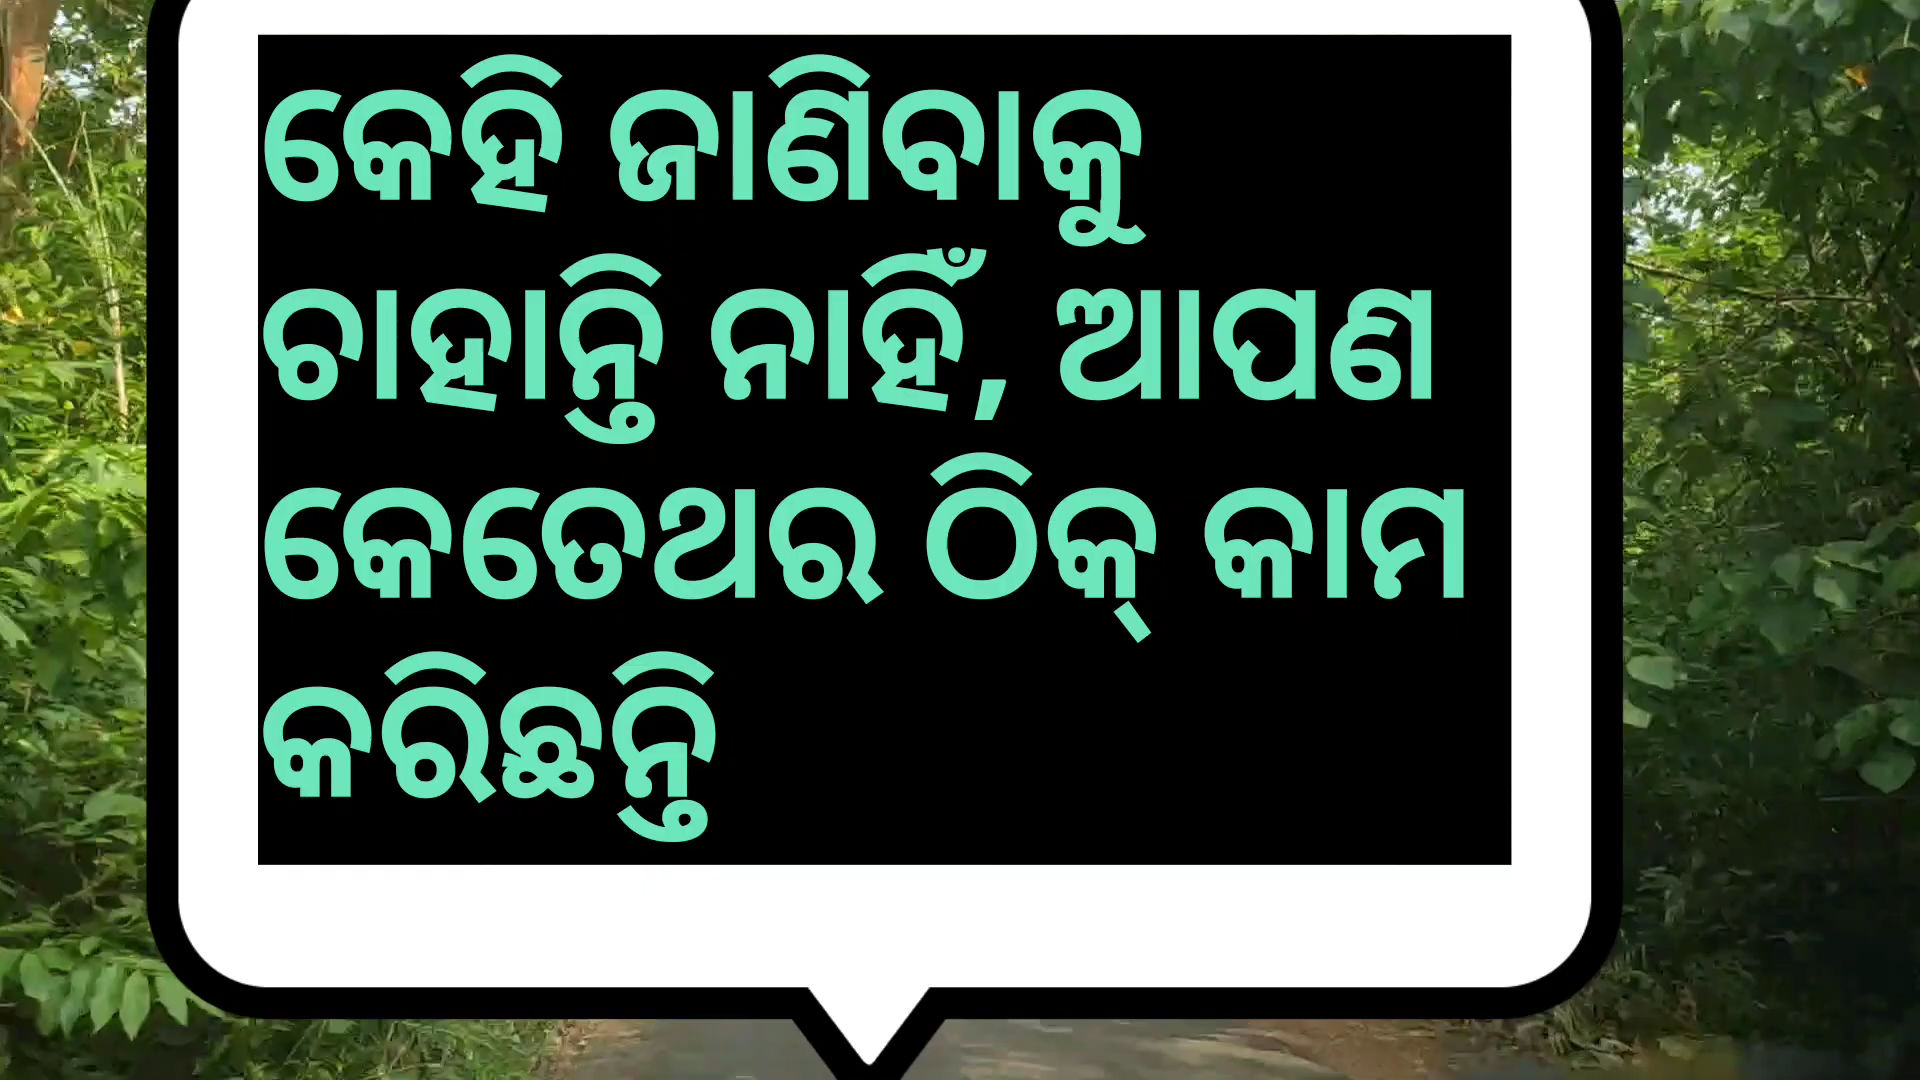 କେହି ଜାଣିବାକୁ
ଚାହାନ୍ତି ନାହିଁ, ଆପଣ
କେତେଥର ଠିକ୍ କାମ
କରିଛନ୍ତି